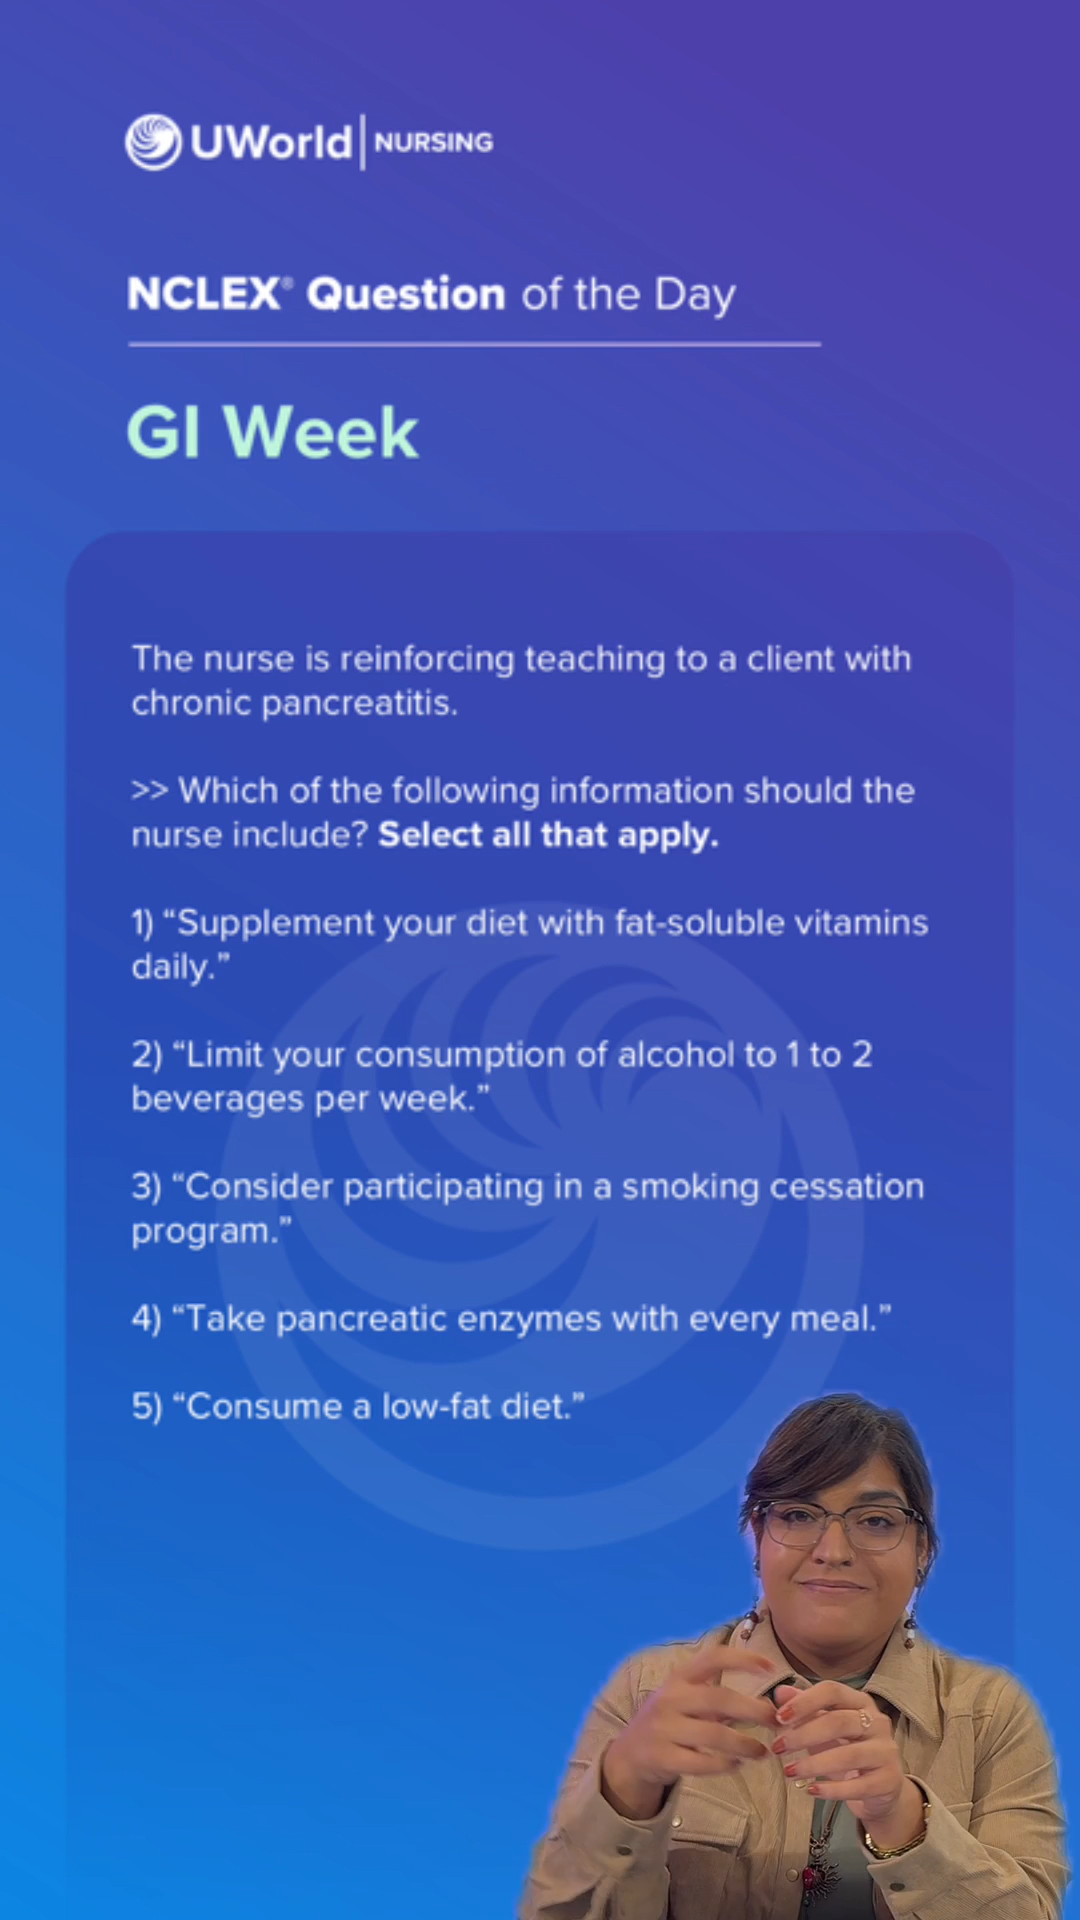 UWorld | NURSING
NCLEX® Question of the Day
GI Week
The nurse is reinforcing teaching to a client with
chronic pancreatitis.
>> Which of the following information should the
nurse include? Select all that apply.
1) “Supplement your diet with fat-soluble vitamins
daily.”
2) “Limit your consumption of alcohol to 1 to 2
beverages per week.”
3) “Consider participating in a smoking cessation
program.”
4) “Take pancreatic enzymes with every meal.”
5) “Consume a low-fat diet.”